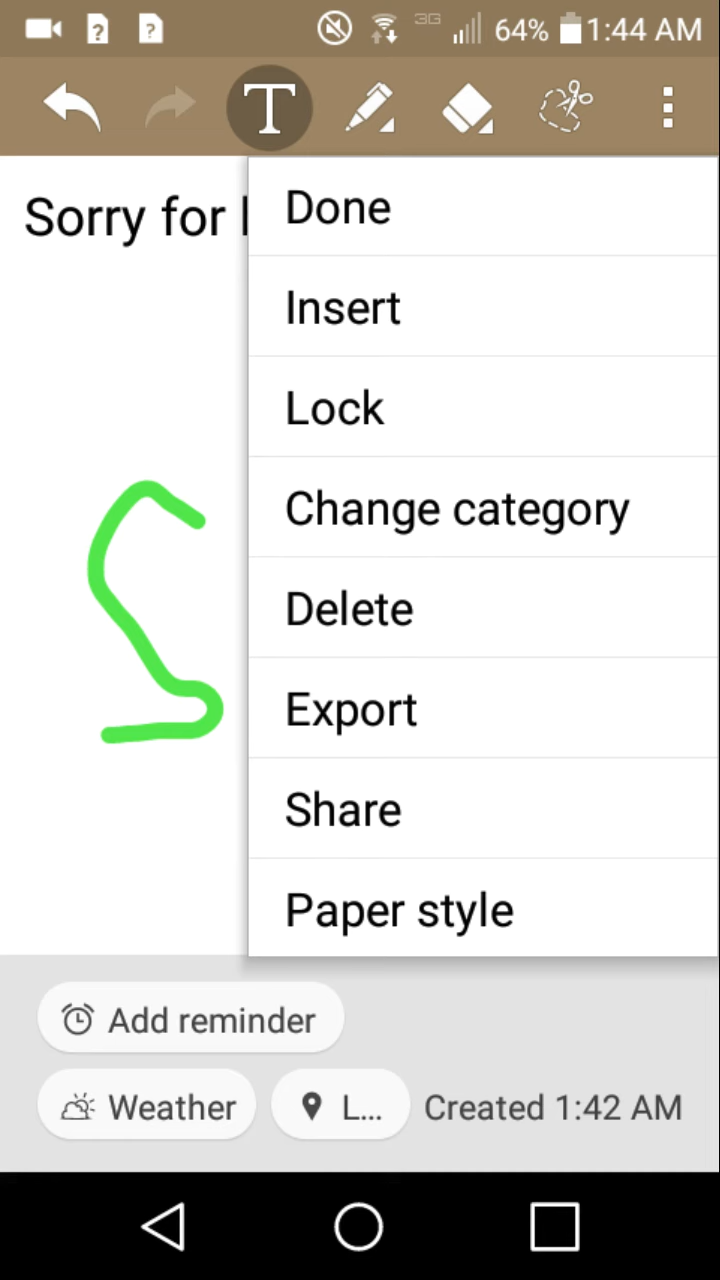 3G 64% 1:44 AM
T
Sorry for
Done
Insert
Lock
Change category
Delete
Export
Share
Paper style
Add reminder
Weather L... Created 1:42 AM